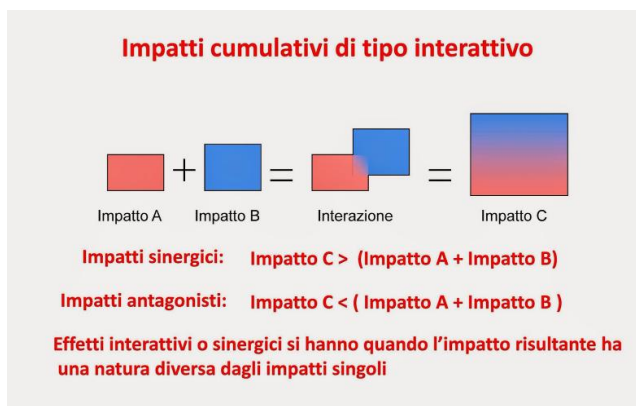 Impatti cumulativi di tipo interattivo
+ = =
Impatto A Impatto B Interazione Impatto C
Impatti sinergici: Impatto C > (Impatto A + Impatto B)
Impatti antagonisti: Impatto C < ( Impatto A + Impatto B )
Effetti interattivi o sinergici si hanno quando l’impatto risultante ha
una natura diversa dagli impatti singoli